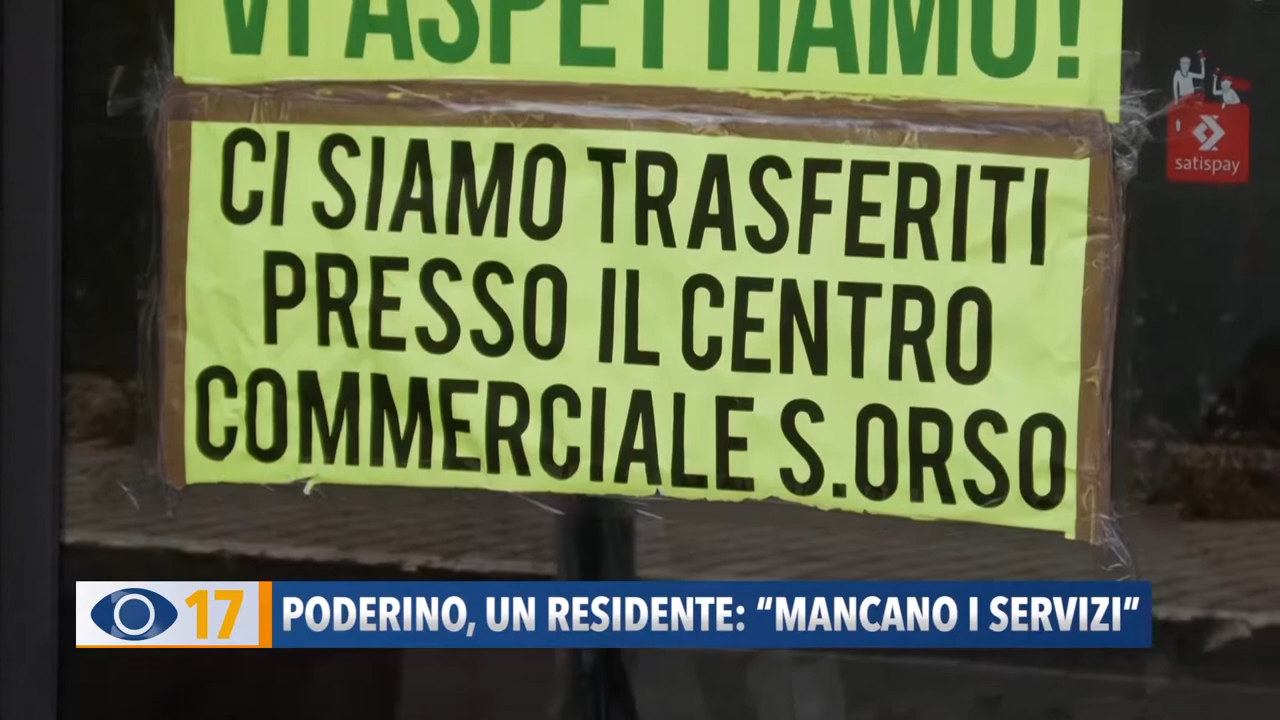 VI ASPETTIAMO!
CI SIAMO TRASFERITI
PRESSO IL CENTRO
COMMERCIALE S.ORSO
satispay
17 PODERINO, UN RESIDENTE: “MANCANO I SERVIZI”